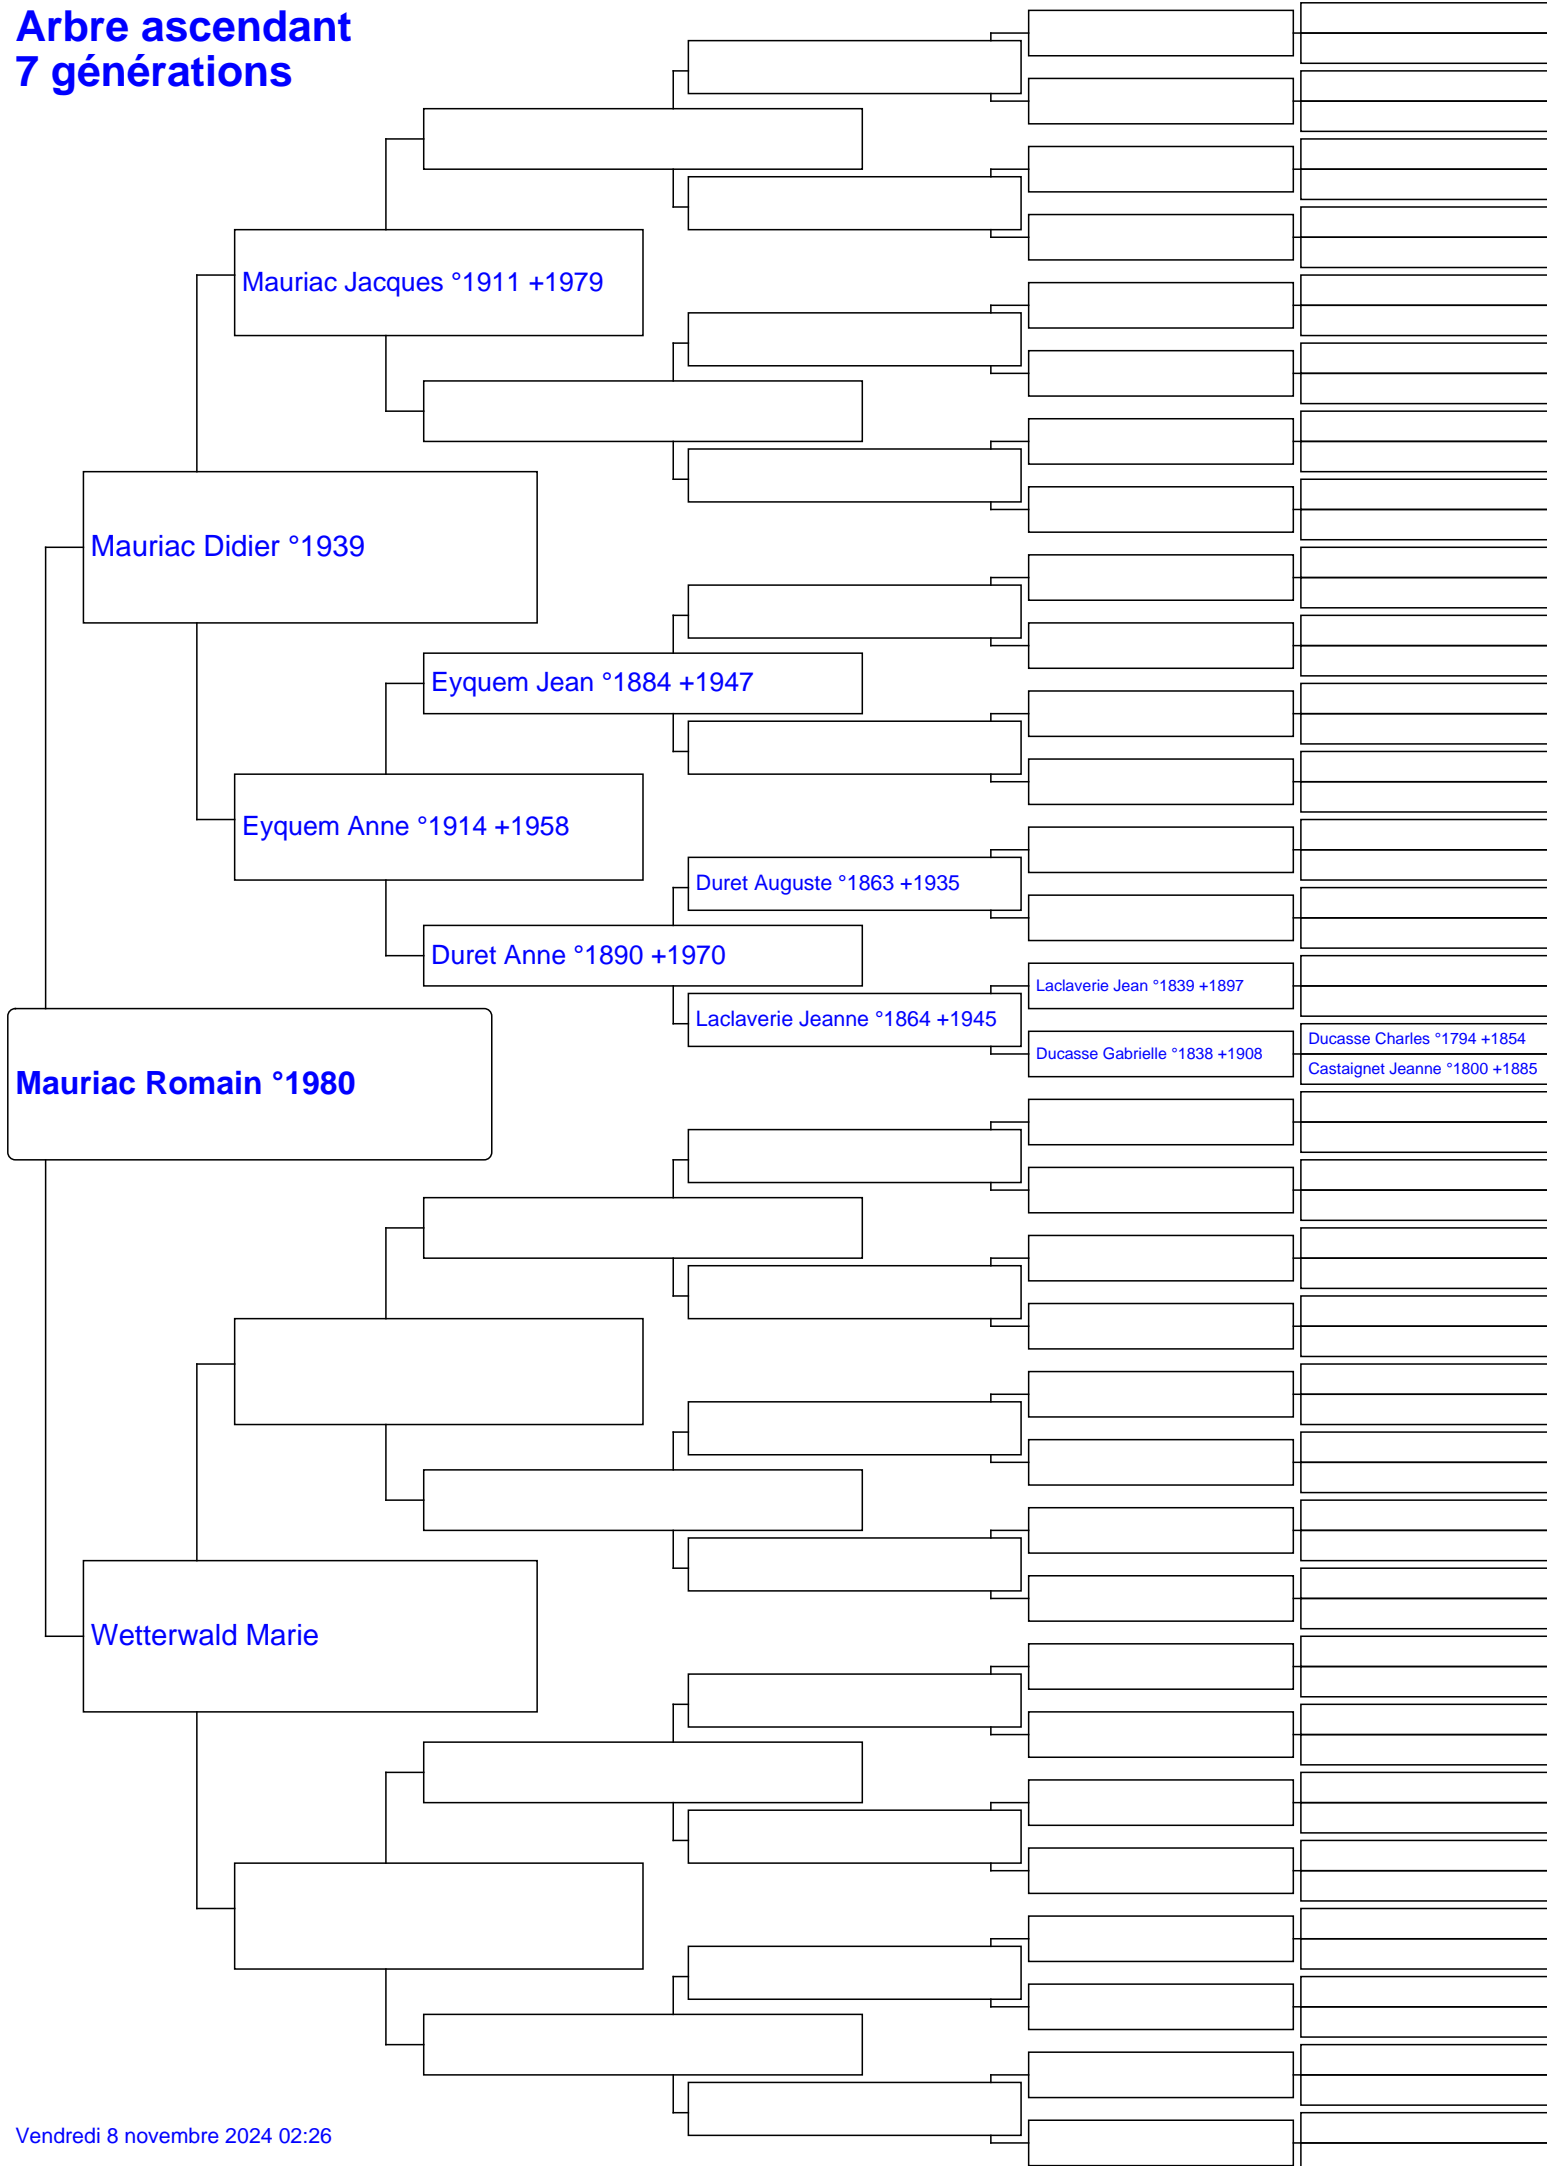 Arbre ascendant
7 générations
Mauriac Jacques °1911 +1979
Mauriac Didier °1939
Eyquem Jean °1884 +1947
Eyquem Anne °1914 +1958
Duret Auguste °1863 +1935
Duret Anne °1890 +1970
Laclaverie Jean °1839 +1897
Laclaverie Jeanne °1864 +1945
Ducasse Charles °1794 +1854
Ducasse Gabrielle °1838 +1908
Castaignet Jeanne °1800 +1885
Mauriac Romain °1980
Wetterwald Marie
Vendredi 8 novembre 2024 02:26